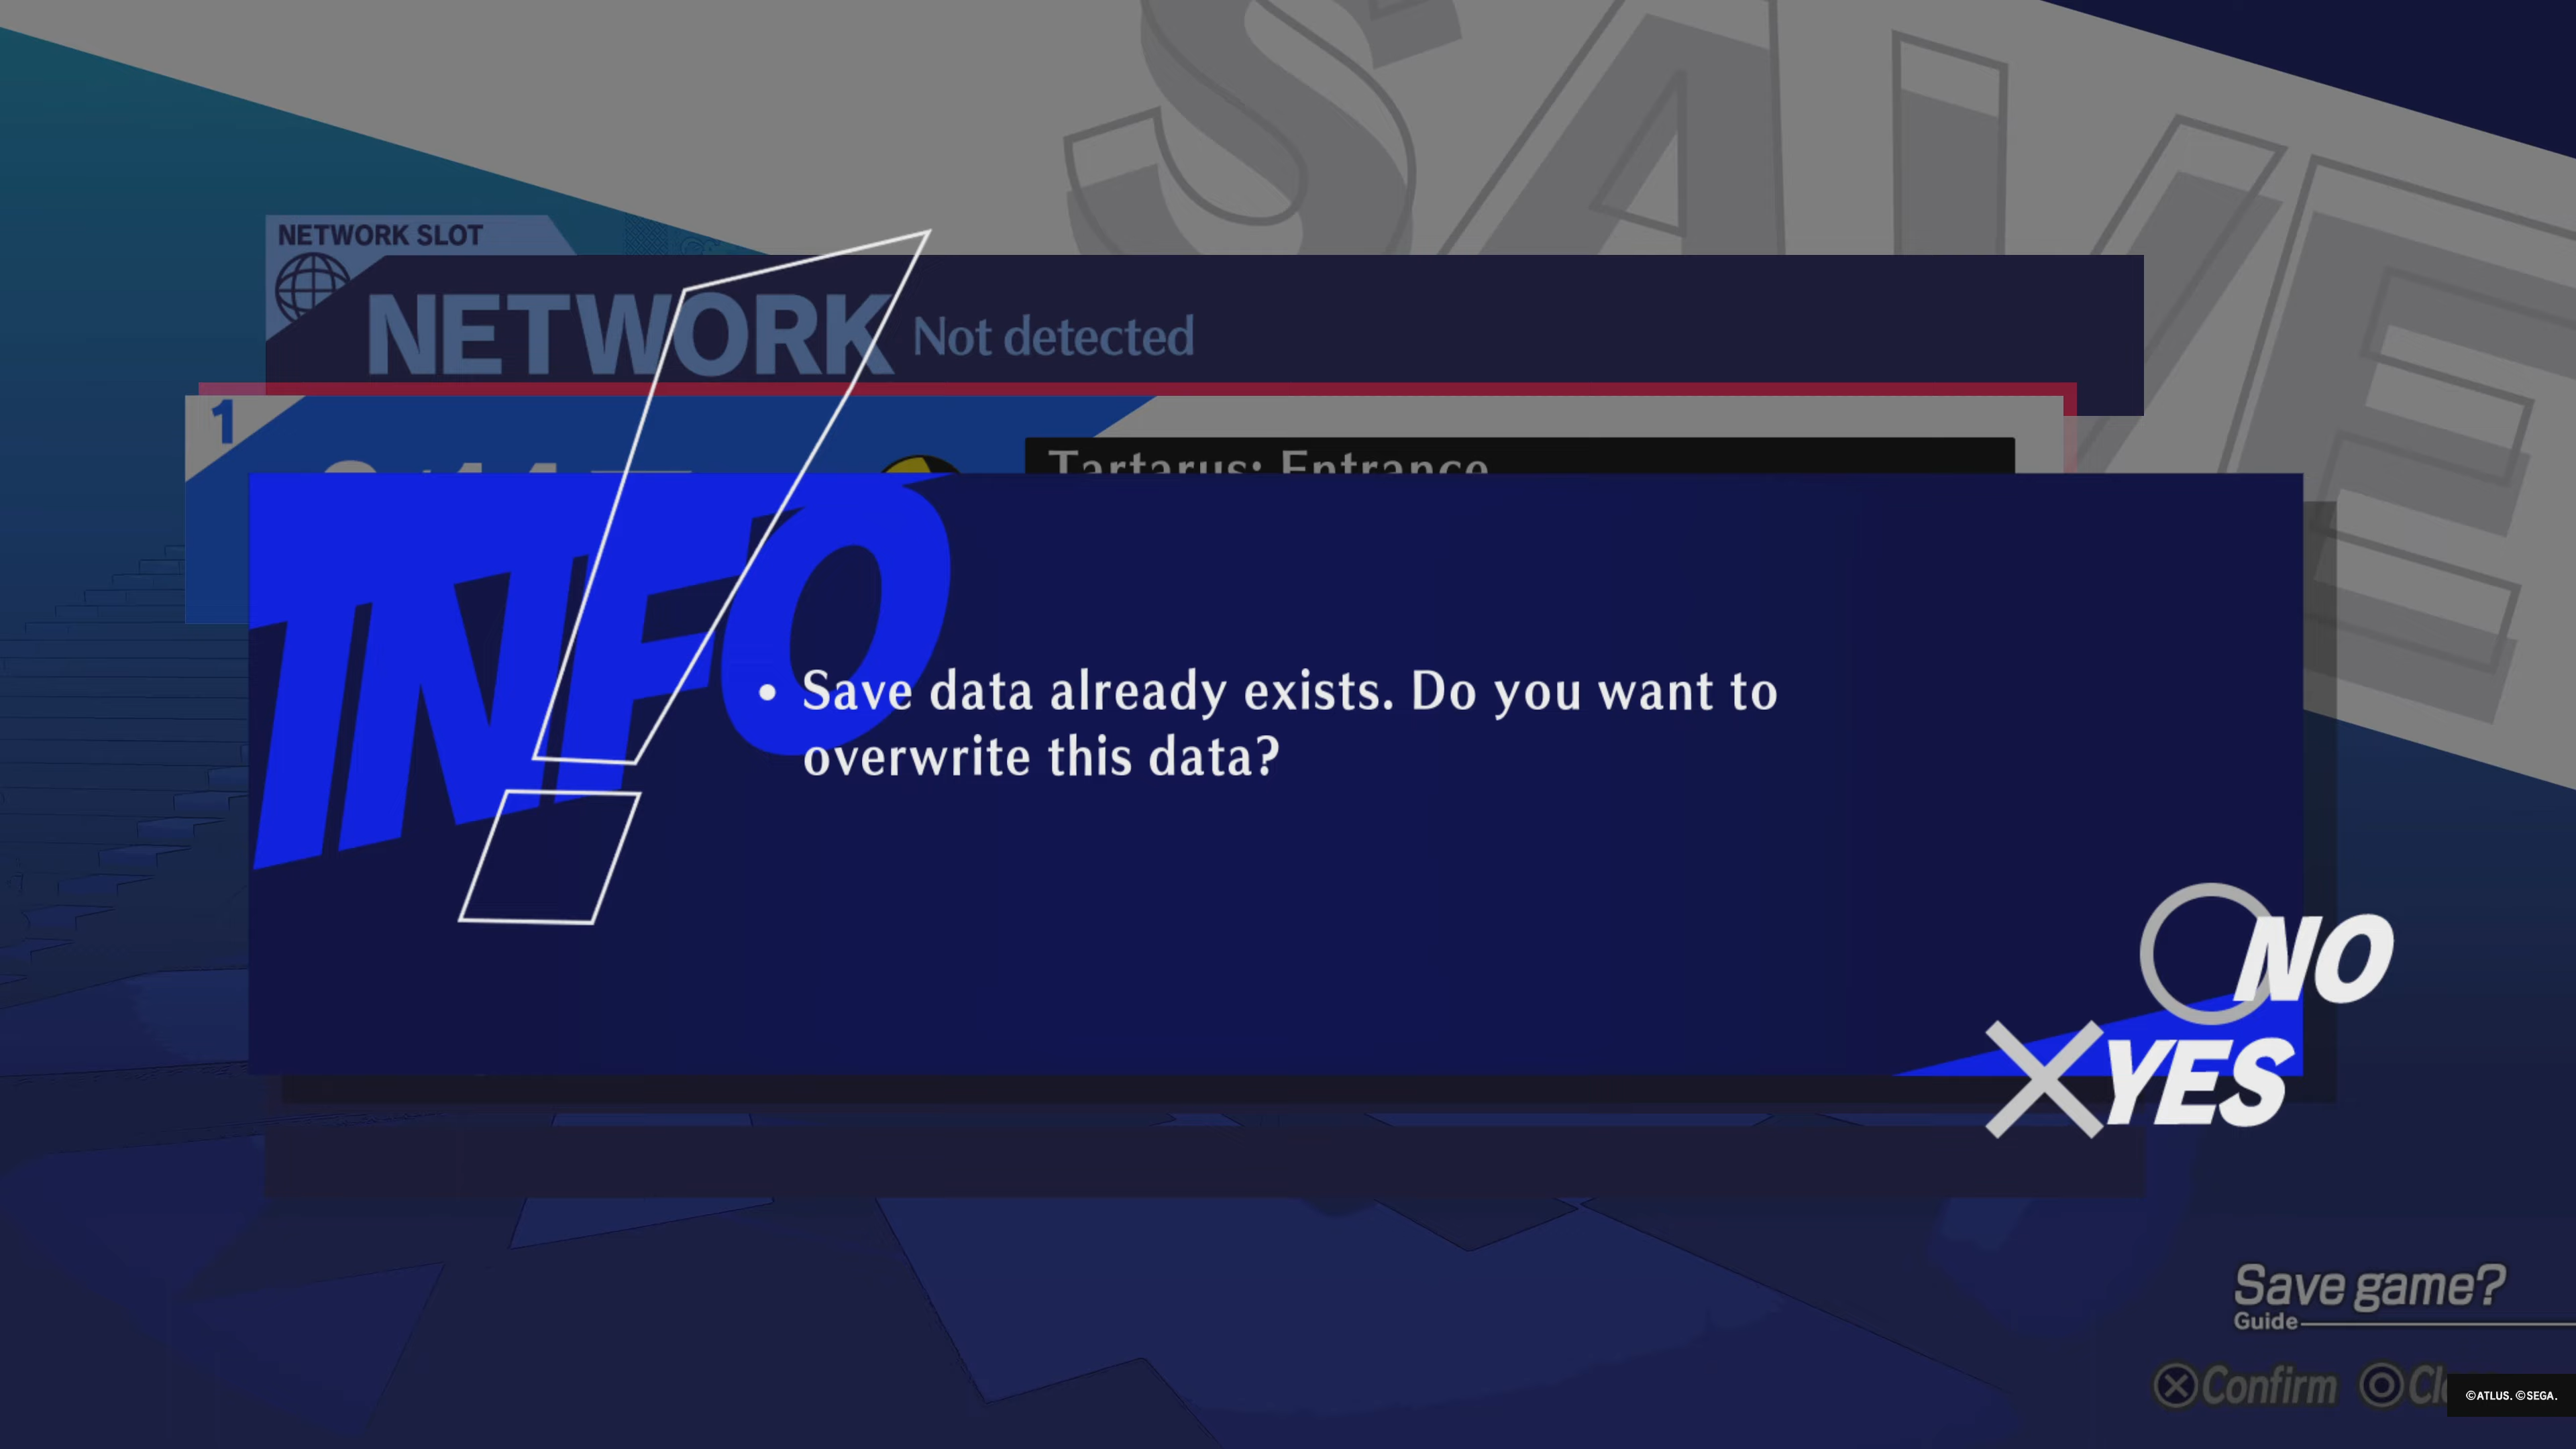 SAVE
NETWORK SLOT
NETWORK Not detected
1
Tartarus: Entrance
INFO
• Save data already exists. Do you want to
overwrite this data?
NO
YES
Save game?
Guide
Confirm
©ATLUS. ©SEGA.